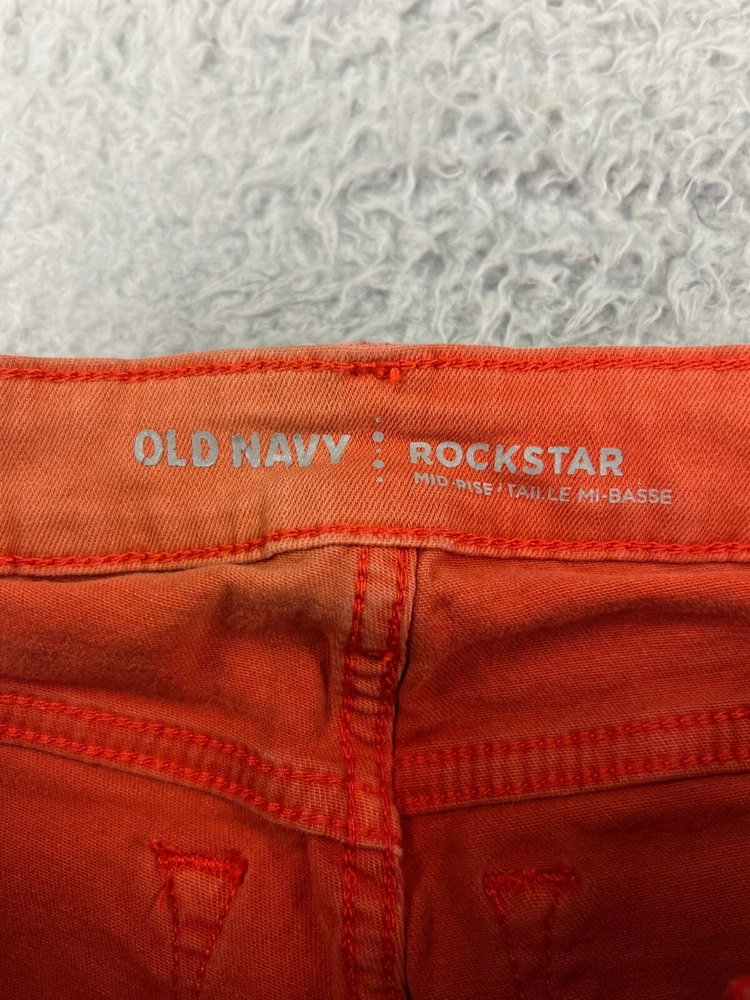 OLD NAVY
ROCKSTAR
MID-RISE / TAILLE MI-BASSE